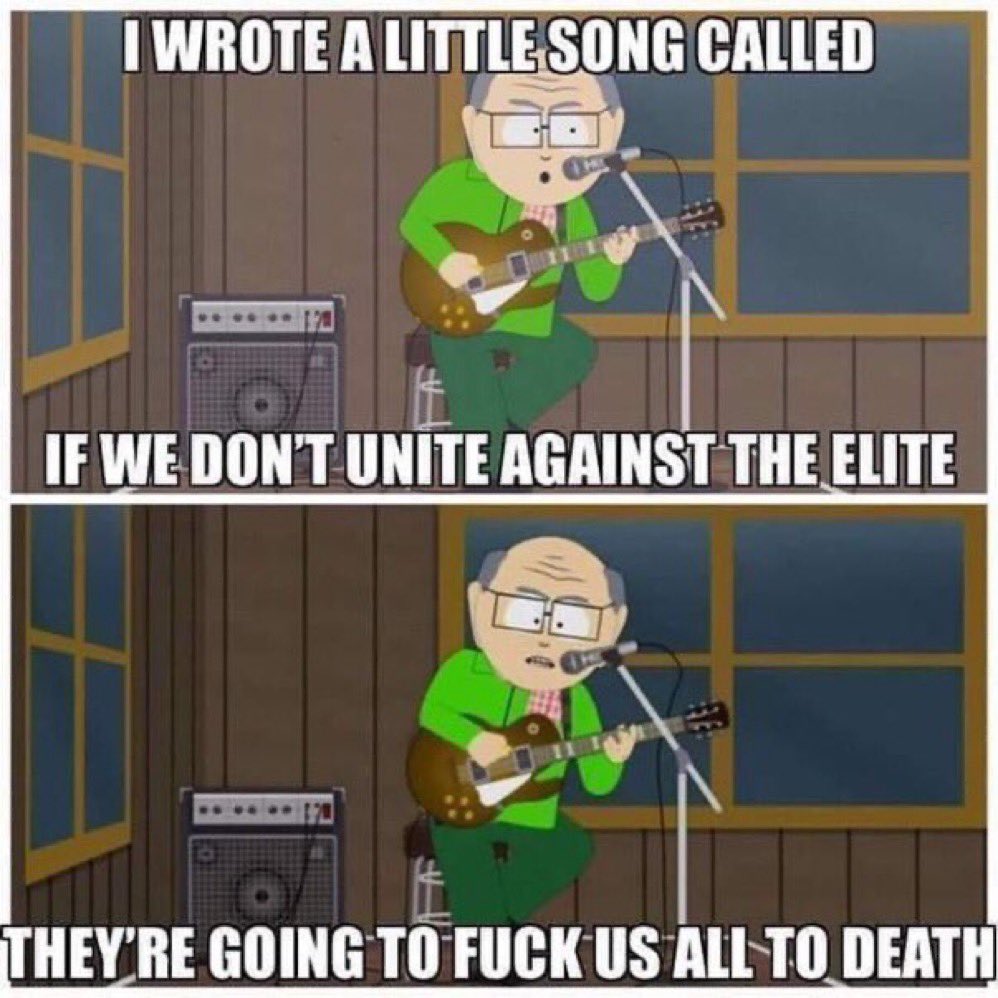 I WROTE A LITTLE SONG CALLED
IF WE DON'T UNITE AGAINST THE ELITE
THEY'RE GOING TO FUCK US ALL TO DEATH